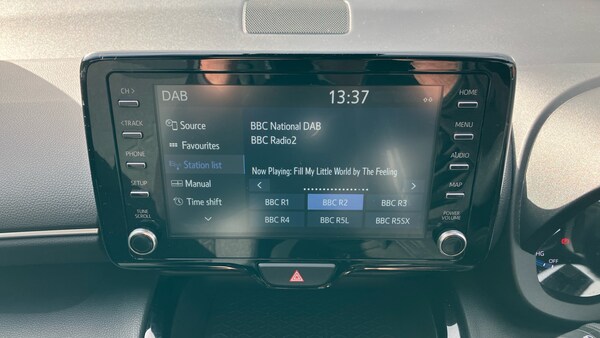 DAB
13:37
CH >
<TRACK
PHONE
SETUP
TUNE
SCROLL
Source
Favourites
Station list
Manual
Time shift
BBC National DAB
BBC Radio2
Now Playing: Fill My Little World by The Feeling
BBC R1 BBC R2 BBC R3
BBC R4 BBC R5L BBC R5SX
HOME
MENU
AUDIO
MAP
POWER
VOLUME
HG
OFF